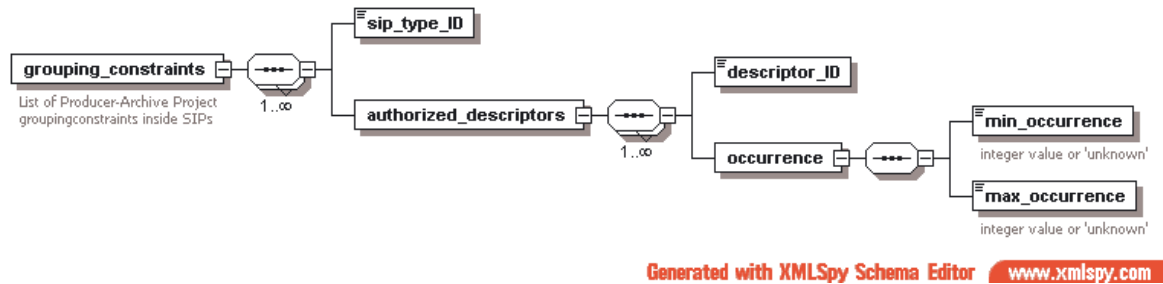 sip_type_ID
grouping_constraints
List of Producer-Archive Project
groupingconstraints inside SIPs
1..∞
authorized_descriptors
1..∞
descriptor_ID
occurrence
min_occurrence
integer value or 'unknown'
max_occurrence
integer value or 'unknown'
Generated with XMLSpy Schema Editor www.xmlspy.com